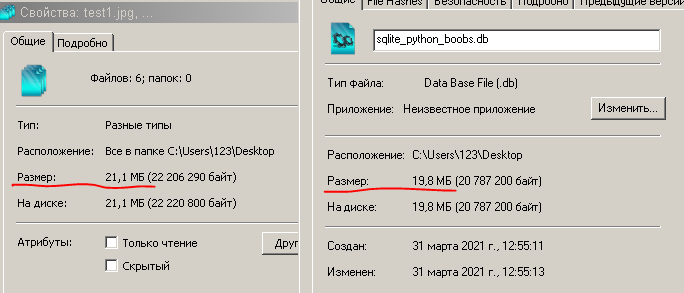 Свойства: test1.jpg, ...
Общие Подробно
Файлов: 6; папок: 0
Тип: Разные типы
Расположение: Все в папке C:\Users\123\Desktop
Размер: 21,1 МБ (22 206 290 байт)
На диске: 21,1 МБ (22 220 800 байт)
Атрибуты: Только чтение Друг
Скрытый
Общие File Hashes Безопасность Подробно Предыдущие версии
sqlite_python_boobs.db
Тип файла: Data Base File (.db)
Приложение: Неизвестное приложение Изменить...
Расположение: C:\Users\123\Desktop
Размер: 19,8 МБ (20 787 200 байт)
На диске: 19,8 МБ (20 787 200 байт)
Создан: 31 марта 2021 г., 12:55:11
Изменен: 31 марта 2021 г., 12:55:13